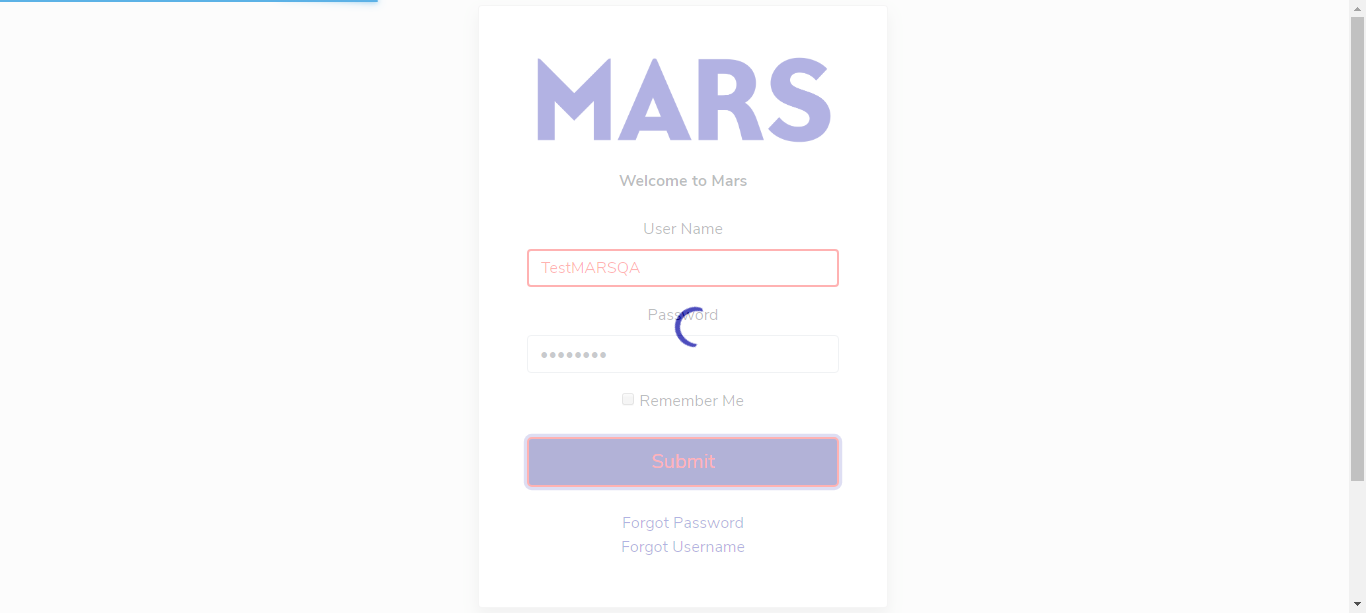 MARS
Welcome to Mars
User Name
TestMARSQA
Password
••••••••
Remember Me
Submit
Forgot Password
Forgot Username